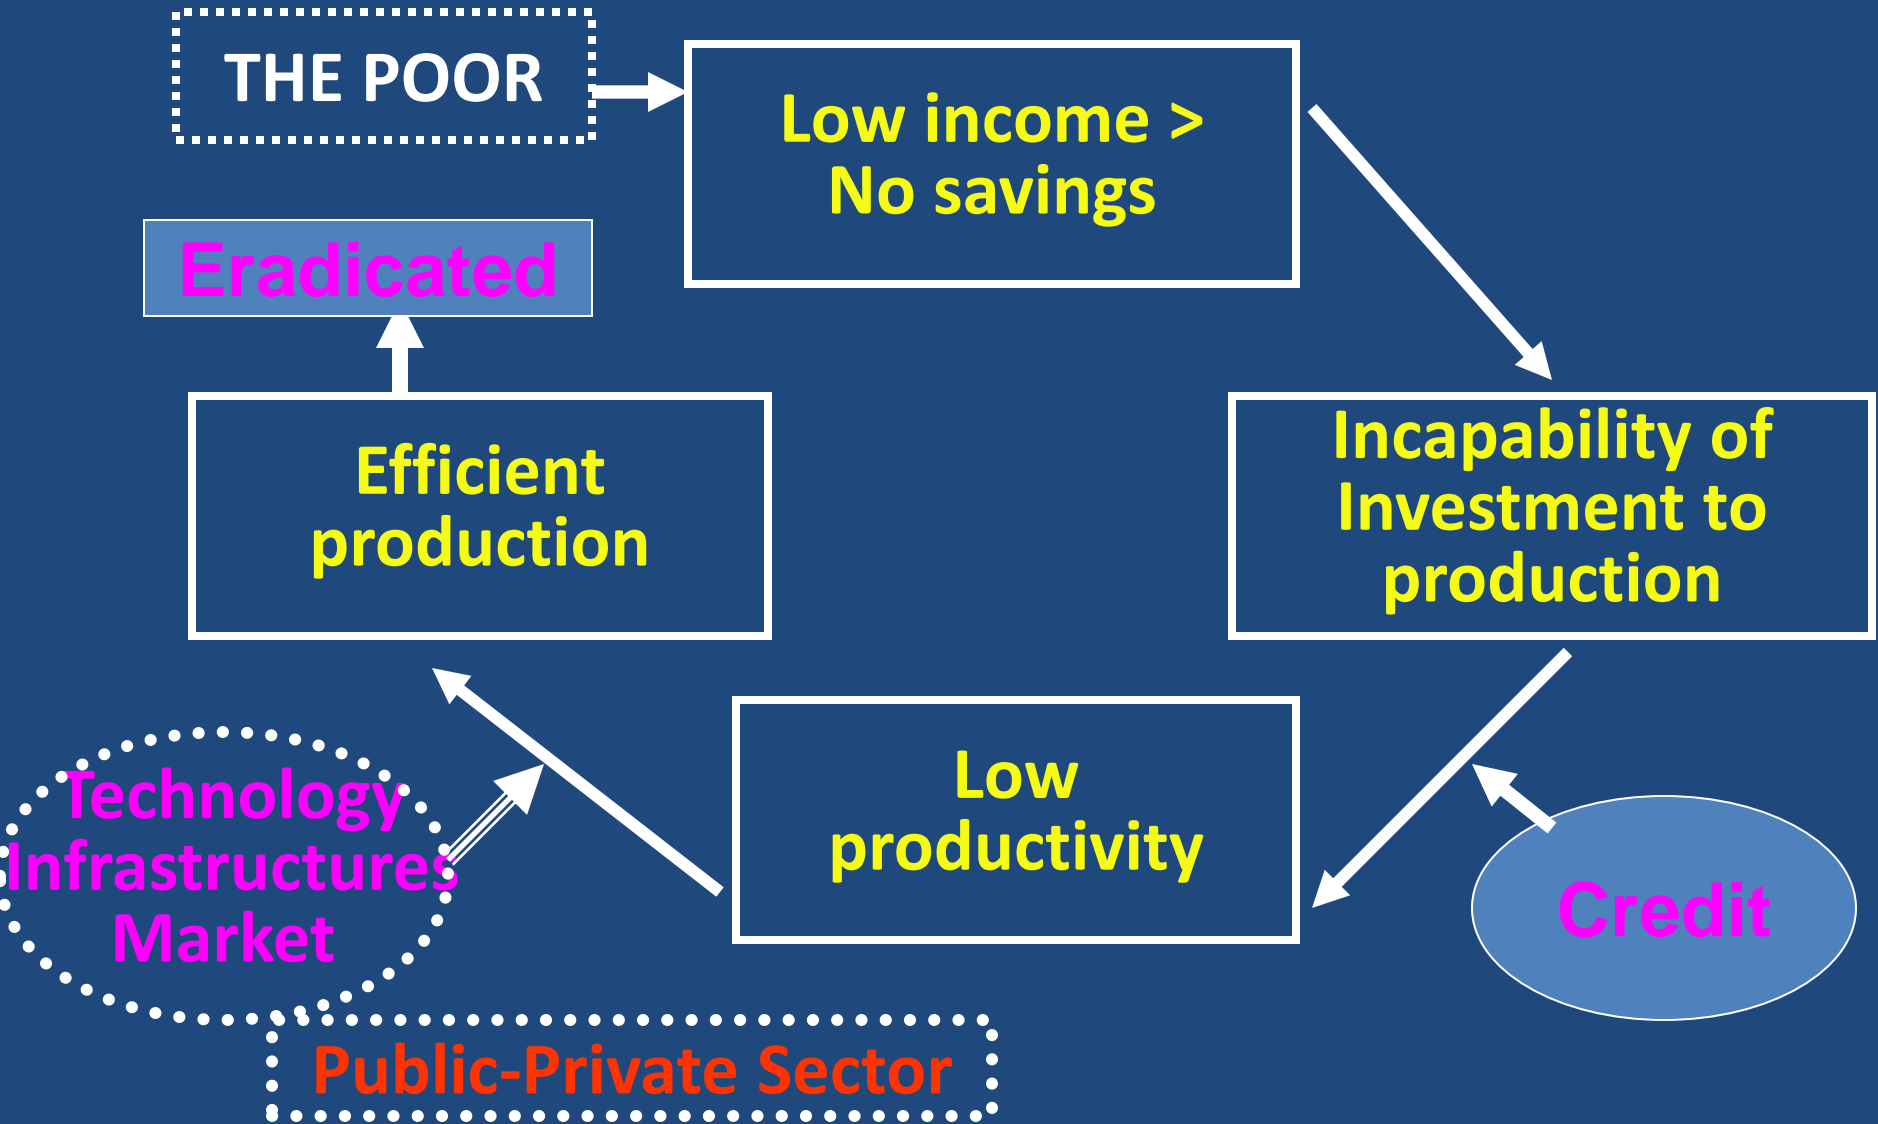 THE POOR
Low income >
No savings
Eradicated
Efficient
production
Incapability of
Investment to
production
Low
productivity
Technology
Infrastructures
Market
Credit
Public-Private Sector